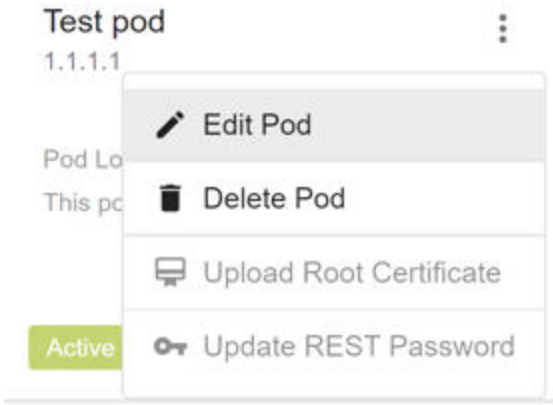 Test pod
1.1.1.1
Edit Pod
Pod Lo
Delete Pod
This po
Upload Root Certificate
Active
Update REST Password